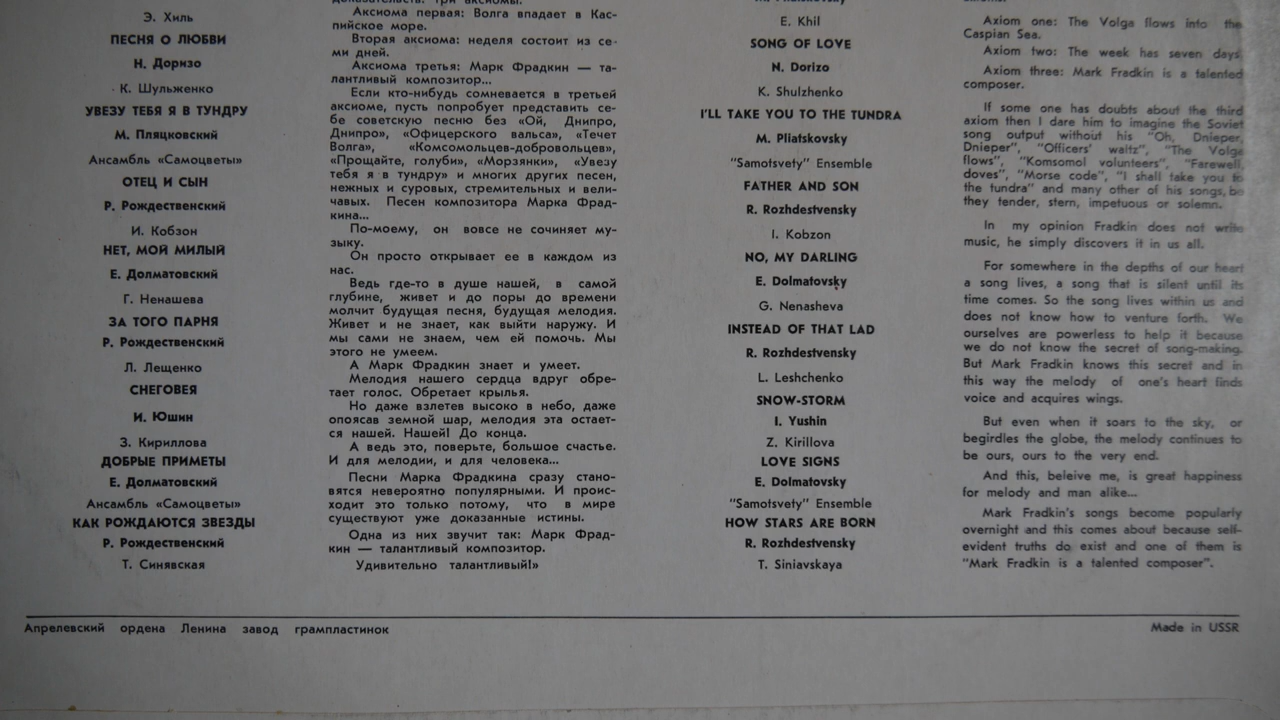 Э. Хиль
ПЕСНЯ О ЛЮБВИ
Н. Доризо
К. Шульженко
УВЕЗУ ТЕБЯ Я В ТУНДРУ
М. Пляцковский
Ансамбль «Самоцветы»
ОТЕЦ И СЫН
Р. Рождественский
И. Кобзон
НЕТ, МОЙ МИЛЫЙ
Е. Долматовский
Г. Ненашева
ЗА ТОГО ПАРНЯ
Р. Рождественский
Л. Лещенко
СНЕГОВЕЯ
И. Юшин
З. Кириллова
ДОБРЫЕ ПРИМЕТЫ
Е. Долматовский
Ансамбль «Самоцветы»
КАК РОЖДАЮТСЯ ЗВЕЗДЫ
Р. Рождественский
Т. Синявская
Аксиома первая: Волга впадает в Кас-
пийское море.
Вторая аксиома: неделя состоит из се-
ми дней.
Аксиома третья: Марк Фрадкин — та-
лантливый композитор...
Если кто-нибудь сомневается в третьей
аксиоме, пусть попробует представить се-
бе советскую песню без «Ой, Днипро,
Днипро», «Офицерского вальса», «Течет
Волга», «Комсомольцев-добровольцев»,
«Прощайте, голуби», «Морзянки», «Увезу
тебя я в тундру» и многих других песен,
нежных и суровых, стремительных и вели-
чавых. Песен композитора Марка Фрад-
кина...
По-моему, он вовсе не сочиняет му-
зыку.
Он просто открывает ее в каждом из
нас.
Ведь где-то в душе нашей, в самой
глубине, живет и до поры до времени
молчит будущая песня, будущая мелодия.
Живет и не знает, как выйти наружу. И
мы сами не знаем, чем ей помочь. Мы
этого не умеем.
А Марк Фрадкин знает и умеет.
Мелодия нашего сердца вдруг обре-
тает голос. Обретает крылья.
Но даже взлетев высоко в небо, даже
опоясав земной шар, мелодия эта остает-
ся нашей. Нашей! До конца.
А ведь это, поверьте, большое счастье.
И для мелодии, и для человека...
Песни Марка Фрадкина сразу стано-
вятся невероятно популярными. И проис-
ходит это только потому, что в мире
существуют уже доказанные истины.
Одна из них звучит так: Марк Фрад-
кин — талантливый композитор.
Удивительно талантливый!»
E. Khil
SONG OF LOVE
N. Dorizo
K. Shulzhenko
I'LL TAKE YOU TO THE TUNDRA
M. Pliatskovsky
"Samotsvety" Ensemble
FATHER AND SON
R. Rozhdestvensky
I. Kobzon
NO, MY DARLING
E. Dolmatovsky
G. Nenasheva
INSTEAD OF THAT LAD
R. Rozhdestvensky
L. Leshchenko
SNOW-STORM
I. Yushin
Z. Kirillova
LOVE SIGNS
E. Dolmatovsky
"Samotsvety" Ensemble
HOW STARS ARE BORN
R. Rozhdestvensky
T. Siniavskaya
Axiom one: The Volga flows into the
Caspian Sea.
Axiom two: The week has seven days.
Axiom three: Mark Fradkin is a talented
composer.
If some one has doubts about the third
axiom then I dare him to imagine the Soviet
song output without his "Oh, Dnieper,
Dnieper", "Officers' waltz", "The Volga
flows", "Komsomol volunteers", "Farewell,
doves", "Morse code", "I shall take you to
the tundra" and many other of his songs, be
they tender, stern, impetuous or solemn.
In my opinion Fradkin does not write
music, he simply discovers it in us all.
For somewhere in the depths of our heart
a song lives, a song that is silent until its
time comes. So the song lives within us and
does not know how to venture forth. We
ourselves are powerless to help it because
we do not know the secret of song-making.
But Mark Fradkin knows this secret and in
this way the melody of one's heart finds
voice and acquires wings.
But even when it soars to the sky, or
begirdles the globe, the melody continues to
be ours, ours to the very end.
And this, beleive me, is great happiness
for melody and man alike...
Mark Fradkin's songs become popularly
overnight and this comes about because self-
evident truths do exist and one of them is
"Mark Fradkin is a talented composer".
Апрелевский ордена Ленина завод грампластинок
Made in USSR